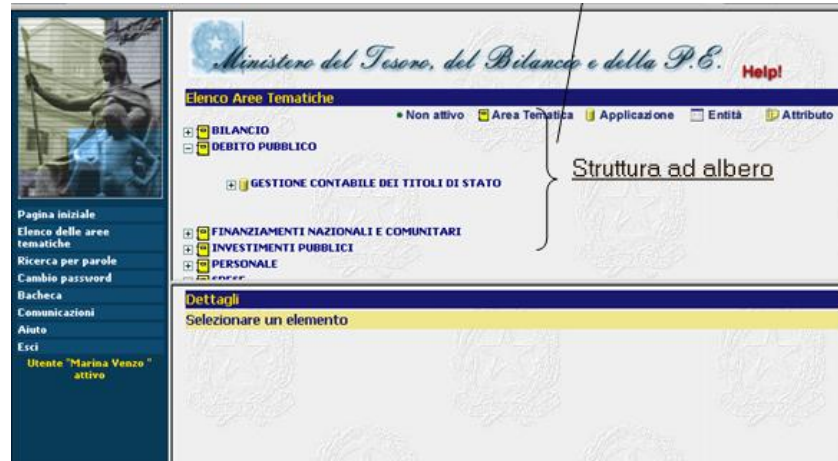 Ministero del Tesoro, del Bilancio e della P.E.
Help!
Elenco Aree Tematiche
Non attivo Area Tematica Applicazione Entità Attributo
BILANCIO
DEBITO PUBBLICO
GESTIONE CONTABILE DEI TITOLI DI STATO
FINANZIAMENTI NAZIONALI E COMUNITARI
INVESTIMENTI PUBBLICI
PERSONALE
SPESE
Struttura ad albero
Pagina iniziale
Elenco delle aree
tematiche
Ricerca per parole
Cambio password
Bacheca
Comunicazioni
Aiuto
Esci
Utente "Marina Venzo "
attivo
Dettagli
Selezionare un elemento